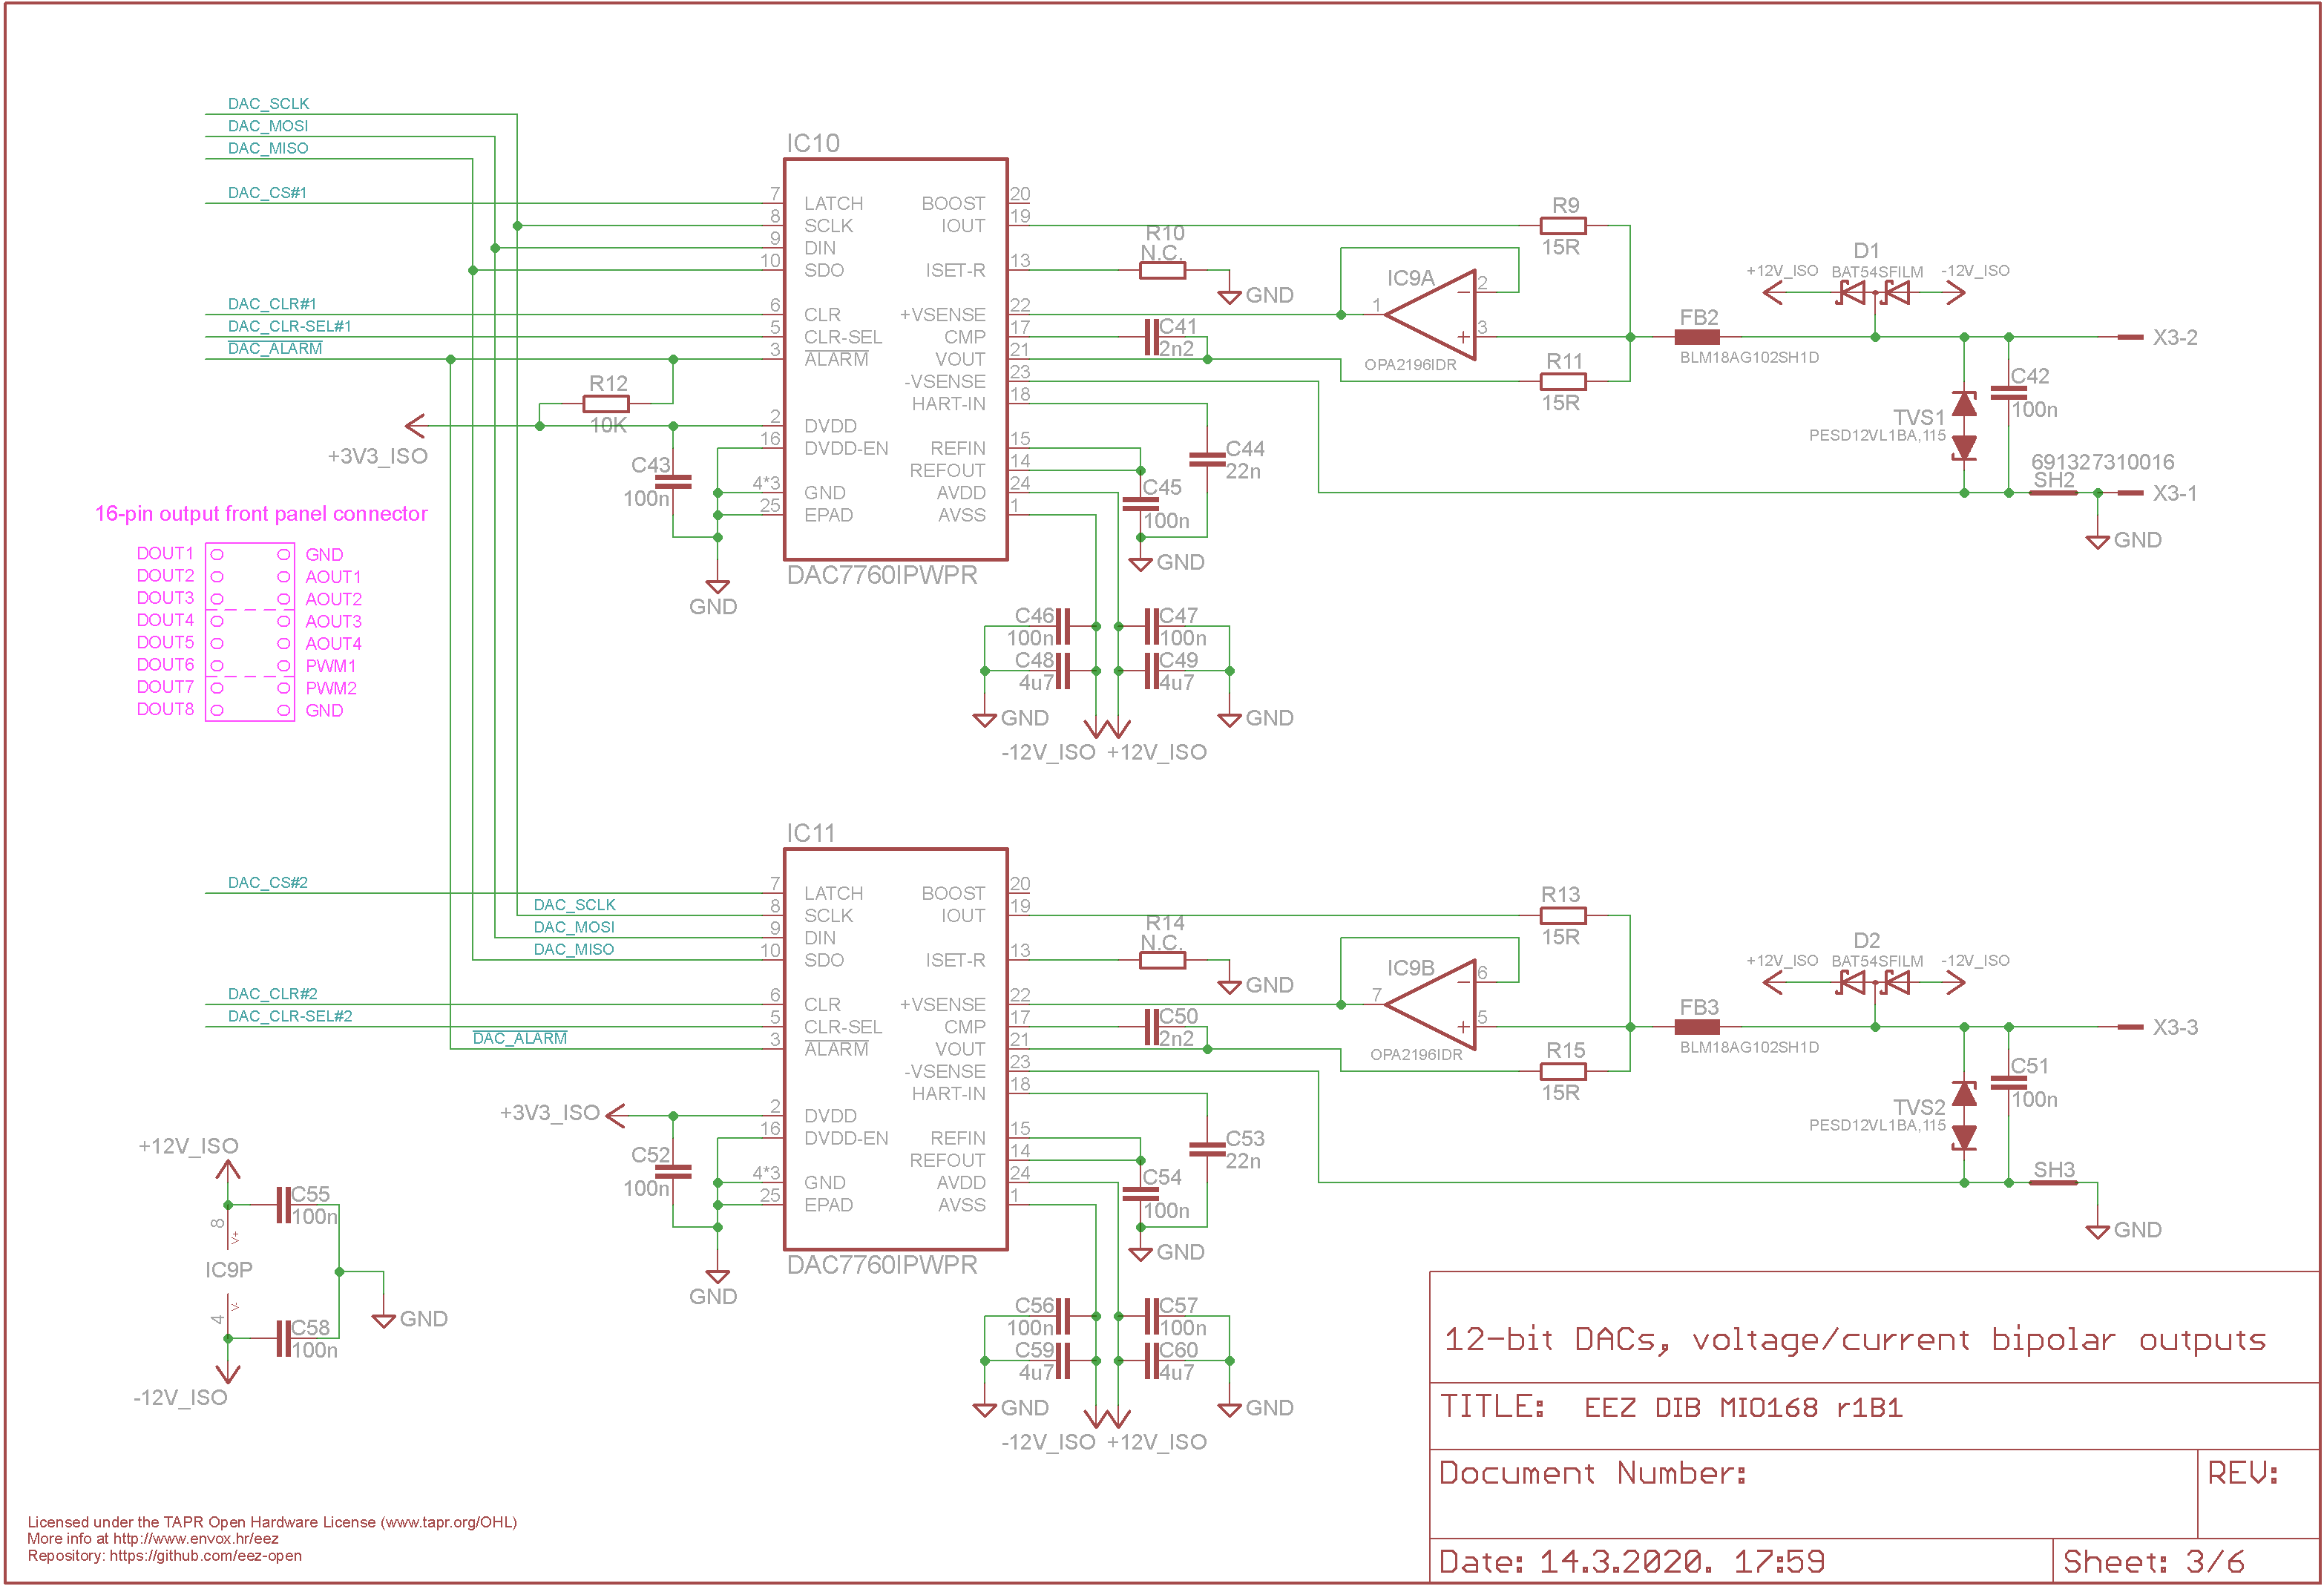 DAC_SCLK
DAC_MOSI
DAC_MISO
DAC_CS#1
DAC_CLR#1
DAC_CLR-SEL#1
DAC_ALARM
IC10
7 LATCH
8 SCLK
9 DIN
10 SDO
6 CLR
5 CLR-SEL
3 ALARM
2 DVDD
16 DVDD-EN
4*3 GND
25 EPAD
BOOST 20
IOUT 19
ISET-R 13
+VSENSE 22
CMP 17
VOUT 21
-VSENSE 23
HART-IN 18
REFIN 15
REFOUT 14
AVDD 24
AVSS 1
DAC7760IPWPR
R12
10K
+3V3_ISO
C43
100n
GND
R10
N.C.
GND
C41
2n2
C44
22n
C45
100n
GND
C46
100n
C48
4u7
GND
C47
100n
C49
4u7
GND
-12V_ISO +12V_ISO
R9
15R
IC9A
1
2
3
OPA2196IDR
R11
15R
FB2
BLM18AG102SH1D
D1
+12V_ISO BAT54SFILM -12V_ISO
TVS1
PESD12VL1BA,115
C42
100n
691327310016
SH2
X3-2
X3-1
GND
16-pin output front panel connector
DOUT1 GND
DOUT2 AOUT1
DOUT3 AOUT2
DOUT4 AOUT3
DOUT5 AOUT4
DOUT6 PWM1
DOUT7 PWM2
DOUT8 GND
DAC_CS#2
DAC_SCLK
DAC_MOSI
DAC_MISO
DAC_CLR#2
DAC_CLR-SEL#2
DAC_ALARM
IC11
7 LATCH
8 SCLK
9 DIN
10 SDO
6 CLR
5 CLR-SEL
3 ALARM
2 DVDD
16 DVDD-EN
4*3 GND
25 EPAD
BOOST 20
IOUT 19
ISET-R 13
+VSENSE 22
CMP 17
VOUT 21
-VSENSE 23
HART-IN 18
REFIN 15
REFOUT 14
AVDD 24
AVSS 1
DAC7760IPWPR
+3V3_ISO
C52
100n
GND
R14
N.C.
GND
C50
2n2
C53
22n
C54
100n
GND
C56
100n
C59
4u7
GND
C57
100n
C60
4u7
GND
-12V_ISO +12V_ISO
R13
15R
IC9B
7
6
5
OPA2196IDR
R15
15R
FB3
BLM18AG102SH1D
D2
+12V_ISO BAT54SFILM -12V_ISO
TVS2
PESD12VL1BA,115
C51
100n
SH3
X3-3
GND
+12V_ISO
C55
100n
8
V+
IC9P
V-
4
GND
C58
100n
-12V_ISO
12-bit DACs, voltage/current bipolar outputs
TITLE: EEZ DIB MIO168 r1B1
Document Number:
REV:
Date: 14.3.2020. 17:59
Sheet: 3/6
Licensed under the TAPR Open Hardware License (www.tapr.org/OHL)
More info at http://www.envox.hr/eez
Repository: https://github.com/eez-open